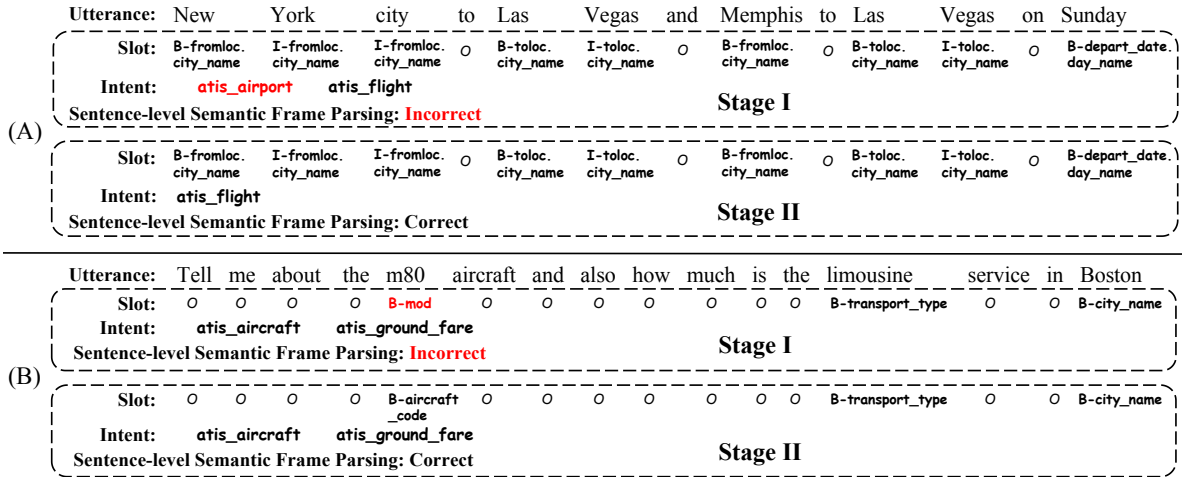 Utterance: New York city to Las Vegas and Memphis to Las Vegas on Sunday
Slot: B-fromloc. I-fromloc. I-fromloc. O B-toloc. I-toloc. O B-fromloc. O B-toloc. I-toloc. O B-depart_date.
city_name city_name city_name city_name city_name city_name city_name city_name day_name
Intent: atis_airport atis_flight
Sentence-level Semantic Frame Parsing: Incorrect
Stage I
(A)
Slot: B-fromloc. I-fromloc. I-fromloc. O B-toloc. I-toloc. O B-fromloc. O B-toloc. I-toloc. O B-depart_date.
city_name city_name city_name city_name city_name city_name city_name city_name day_name
Intent: atis_flight
Sentence-level Semantic Frame Parsing: Correct
Stage II
Utterance: Tell me about the m80 aircraft and also how much is the limousine service in Boston
Slot: O O O O B-mod O O O O O O O B-transport_type O O B-city_name
Intent: atis_aircraft atis_ground_fare
Sentence-level Semantic Frame Parsing: Incorrect
Stage I
(B)
Slot: O O O O B-aircraft O O O O O O O B-transport_type O O B-city_name
_code
Intent: atis_aircraft atis_ground_fare
Sentence-level Semantic Frame Parsing: Correct
Stage II